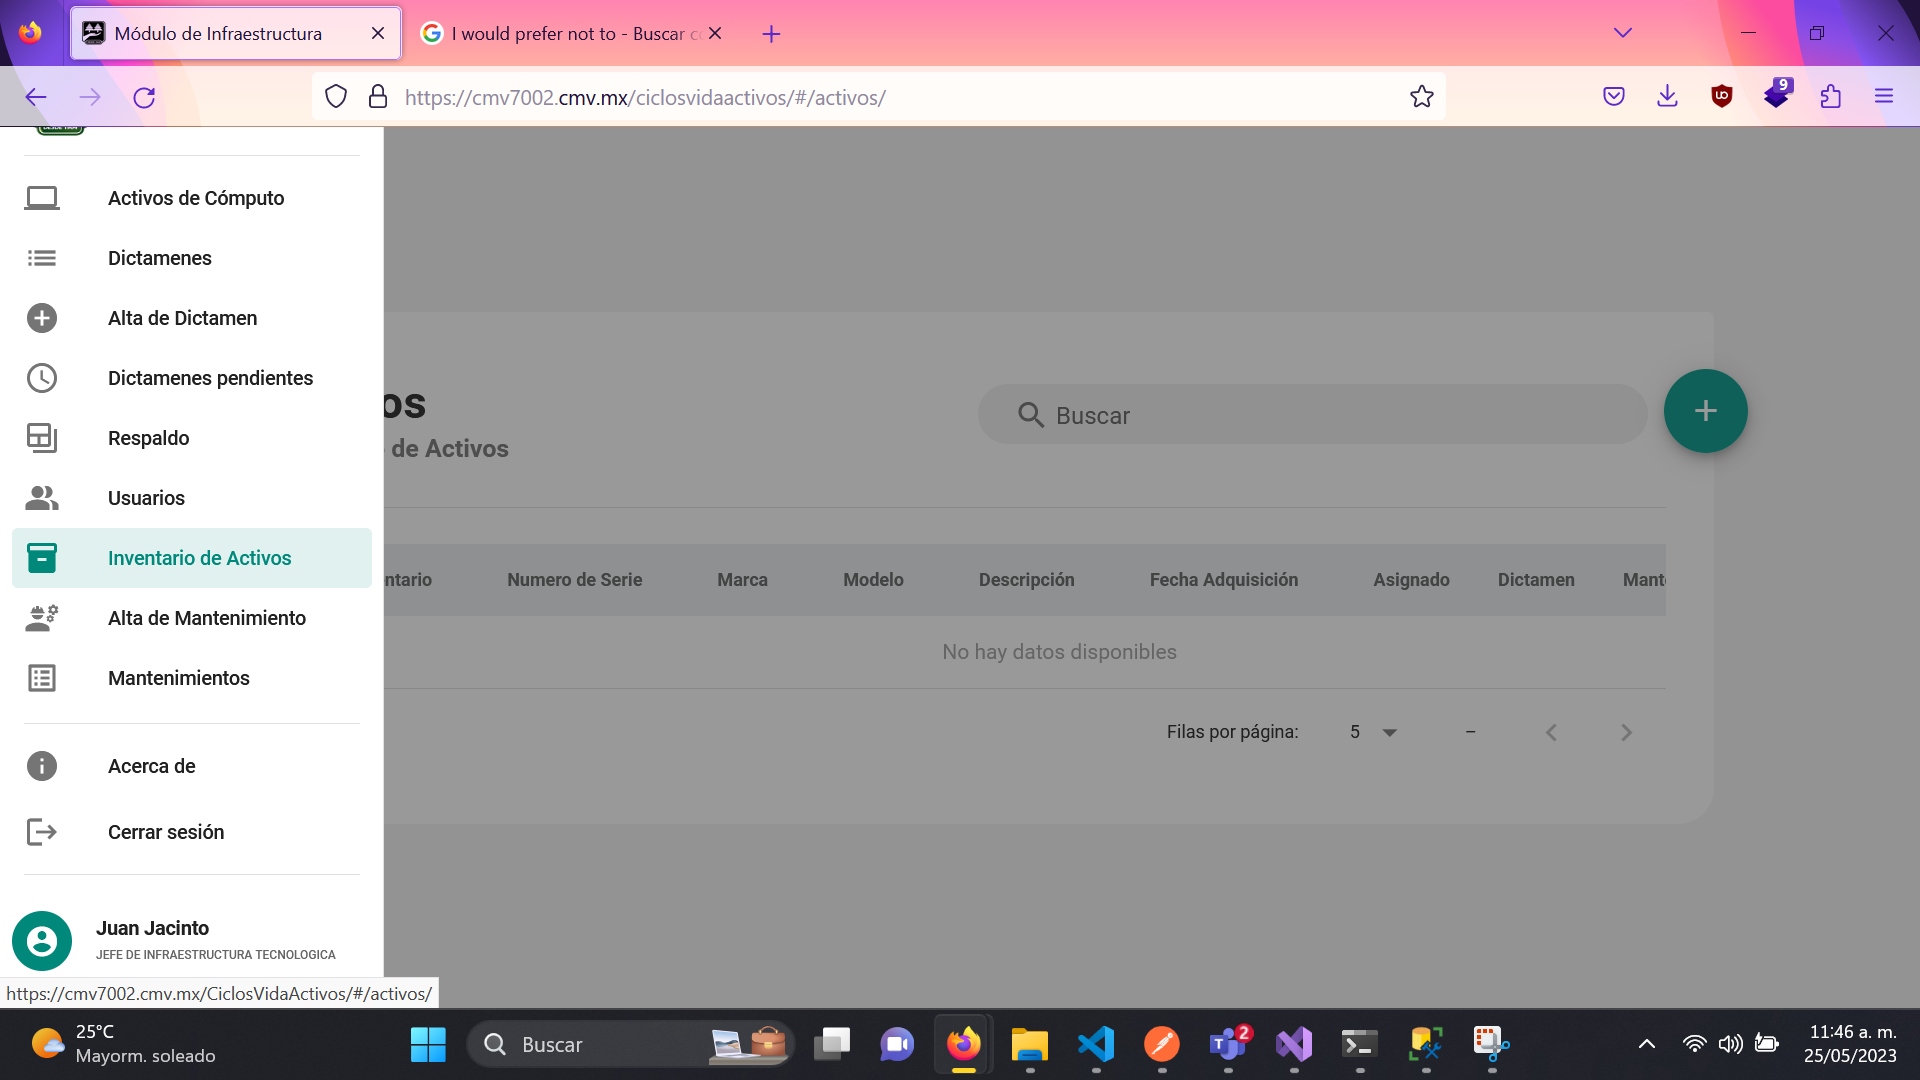 Módulo de Infraestructura
I would prefer not to - Buscar co
https://cmv7002.cmv.mx/ciclosvidaactivos/#/activos/
9
DESDE 1964
Activos de Cómputo
Dictamenes
Alta de Dictamen
Dictamenes pendientes
Respaldo
Usuarios
Inventario de Activos
Alta de Mantenimiento
Mantenimientos
Acerca de
Cerrar sesión
Juan Jacinto
JEFE DE INFRAESTRUCTURA TECNOLOGICA
https://cmv7002.cmv.mx/CiclosVidaActivos/#/activos/
os
de Activos
Buscar
ntario Numero de Serie Marca Modelo Descripción Fecha Adquisición Asignado Dictamen Mant
No hay datos disponibles
Filas por página: 5 –
25°C
Mayorm. soleado
Buscar
2
11:46 a. m.
25/05/2023